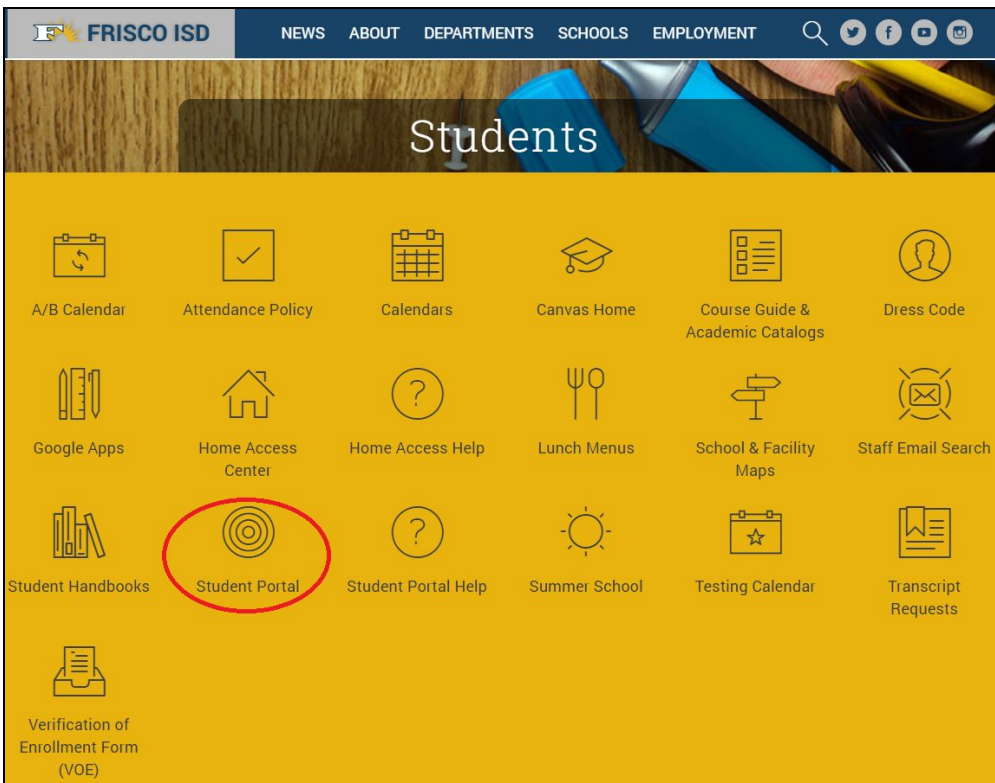 FRISCO ISD
NEWS ABOUT DEPARTMENTS SCHOOLS EMPLOYMENT
Students
A/B Calendar
Attendance Policy
Calendars
Canvas Home
Course Guide &
Academic Catalogs
Dress Code
Google Apps
Home Access
Center
Home Access Help
Lunch Menus
School & Facility
Maps
Staff Email Search
Student Handbooks
Student Portal
Student Portal Help
Summer School
Testing Calendar
Transcript
Requests
Verification of
Enrollment Form
(VOE)